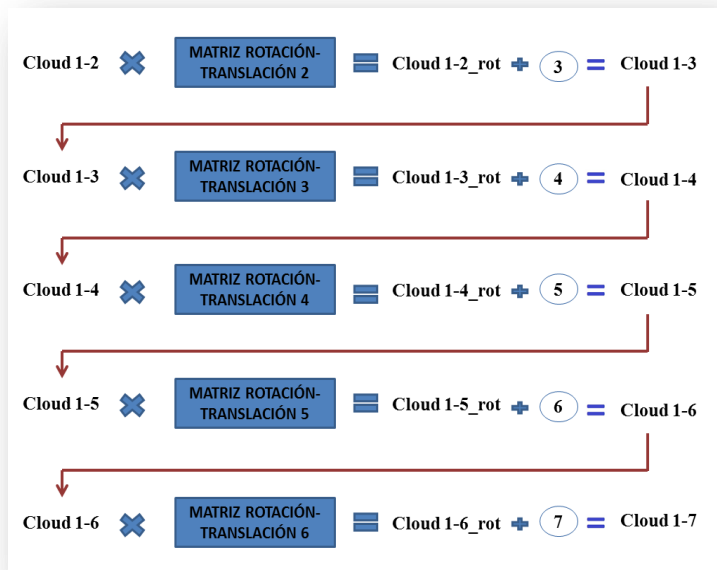 Cloud 1-2 MATRIZ ROTACIÓN-
TRANSLACIÓN 2 = Cloud 1-2_rot + 3 = Cloud 1-3
Cloud 1-3 MATRIZ ROTACIÓN-
TRANSLACIÓN 3 = Cloud 1-3_rot + 4 = Cloud 1-4
Cloud 1-4 MATRIZ ROTACIÓN-
TRANSLACIÓN 4 = Cloud 1-4_rot + 5 = Cloud 1-5
Cloud 1-5 MATRIZ ROTACIÓN-
TRANSLACIÓN 5 = Cloud 1-5_rot + 6 = Cloud 1-6
Cloud 1-6 MATRIZ ROTACIÓN-
TRANSLACIÓN 6 = Cloud 1-6_rot + 7 = Cloud 1-7